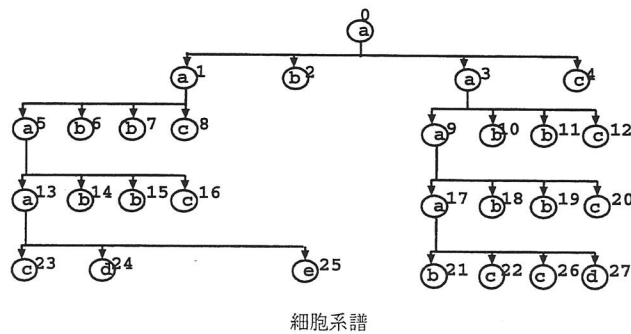 a 0
a 1 b 2 a 3 c 4
a 5 b 6 b 7 c 8 a 9 b 10 b 11 c 12
a 13 b 14 b 15 c 16 a 17 b 18 b 19 c 20
c 23 d 24 e 25 b 21 c 22 c 26 d 27
細胞系譜